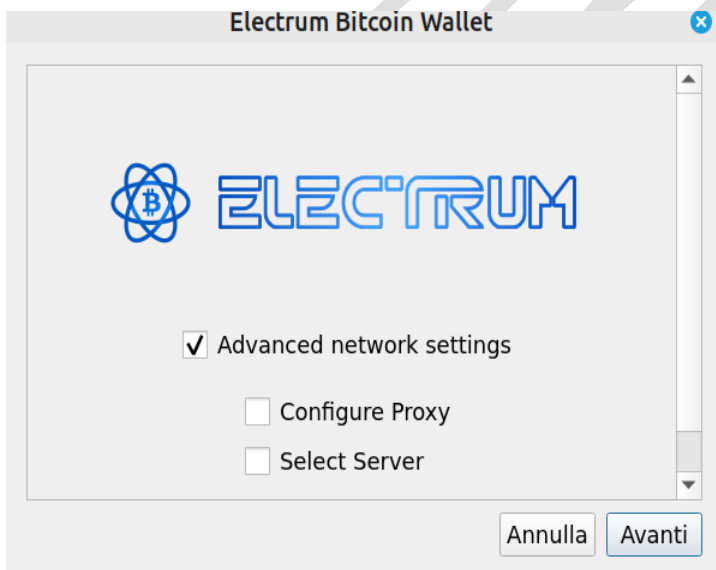 Electrum Bitcoin Wallet
ELECTRUM
Advanced network settings
Configure Proxy
Select Server
Annulla Avanti